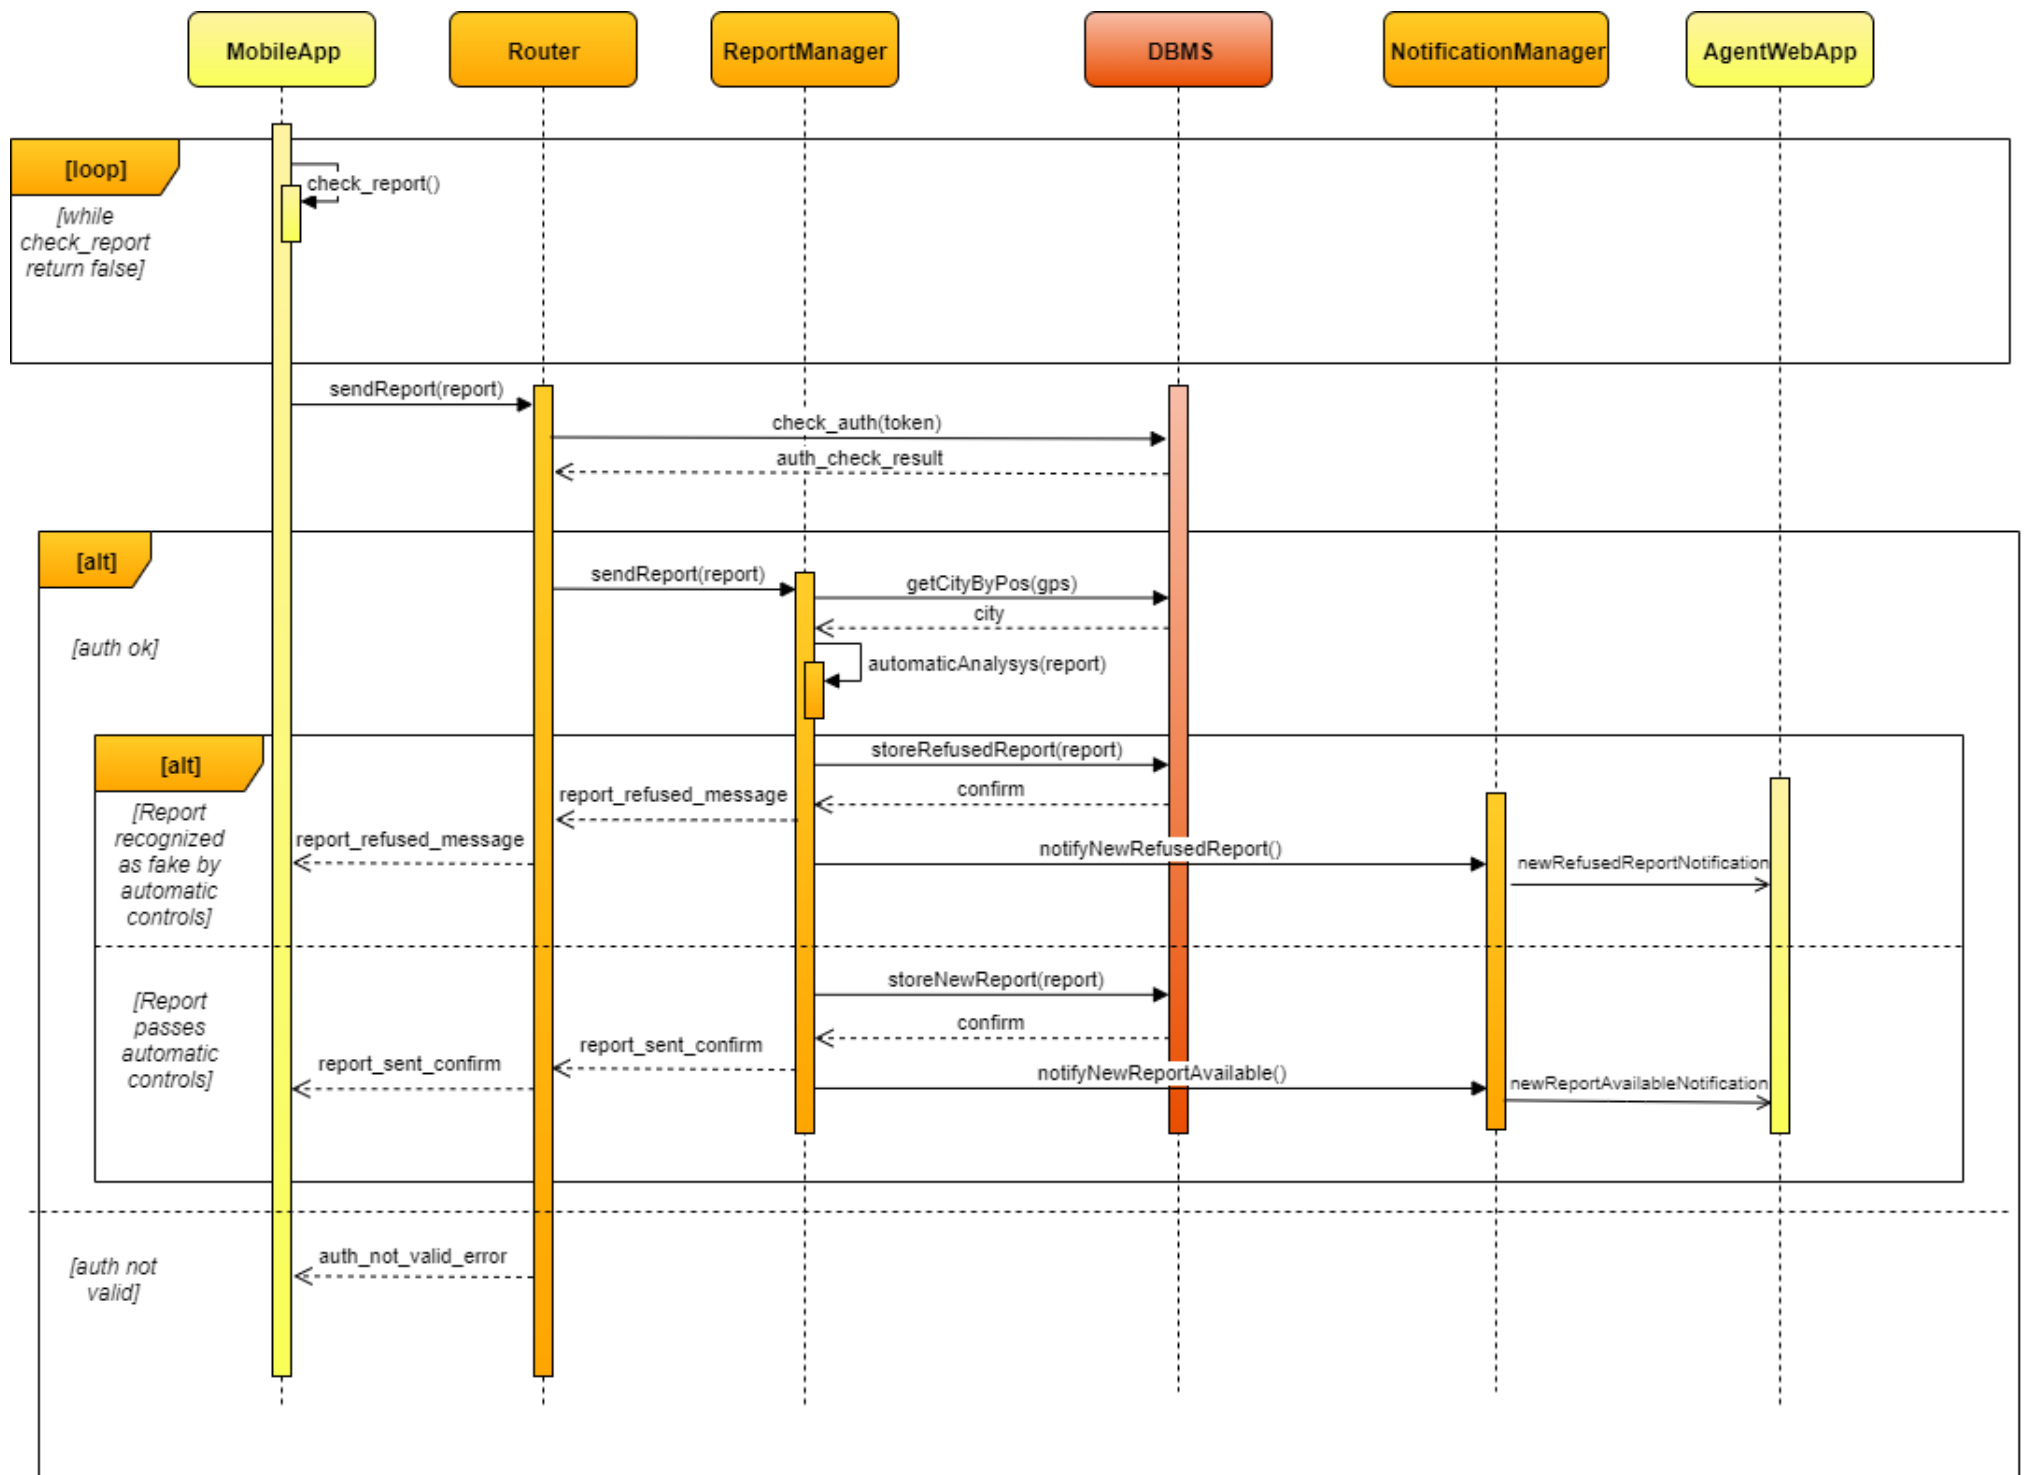 MobileApp
Router
ReportManager
DBMS
NotificationManager
AgentWebApp
[loop]
check_report()
[while
check_report
return false]
sendReport(report)
check_auth(token)
auth_check_result
[alt]
sendReport(report)
getCityByPos(gps)
city
[auth ok]
automaticAnalysys(report)
[alt]
storeRefusedReport(report)
confirm
report_refused_message
[Report
recognized
as fake by
automatic
controls]
report_refused_message
notifyNewRefusedReport()
newRefusedReportNotification
storeNewReport(report)
[Report
passes
automatic
controls]
confirm
report_sent_confirm
report_sent_confirm
notifyNewReportAvailable()
newReportAvailableNotification
auth_not_valid_error
[auth not
valid]